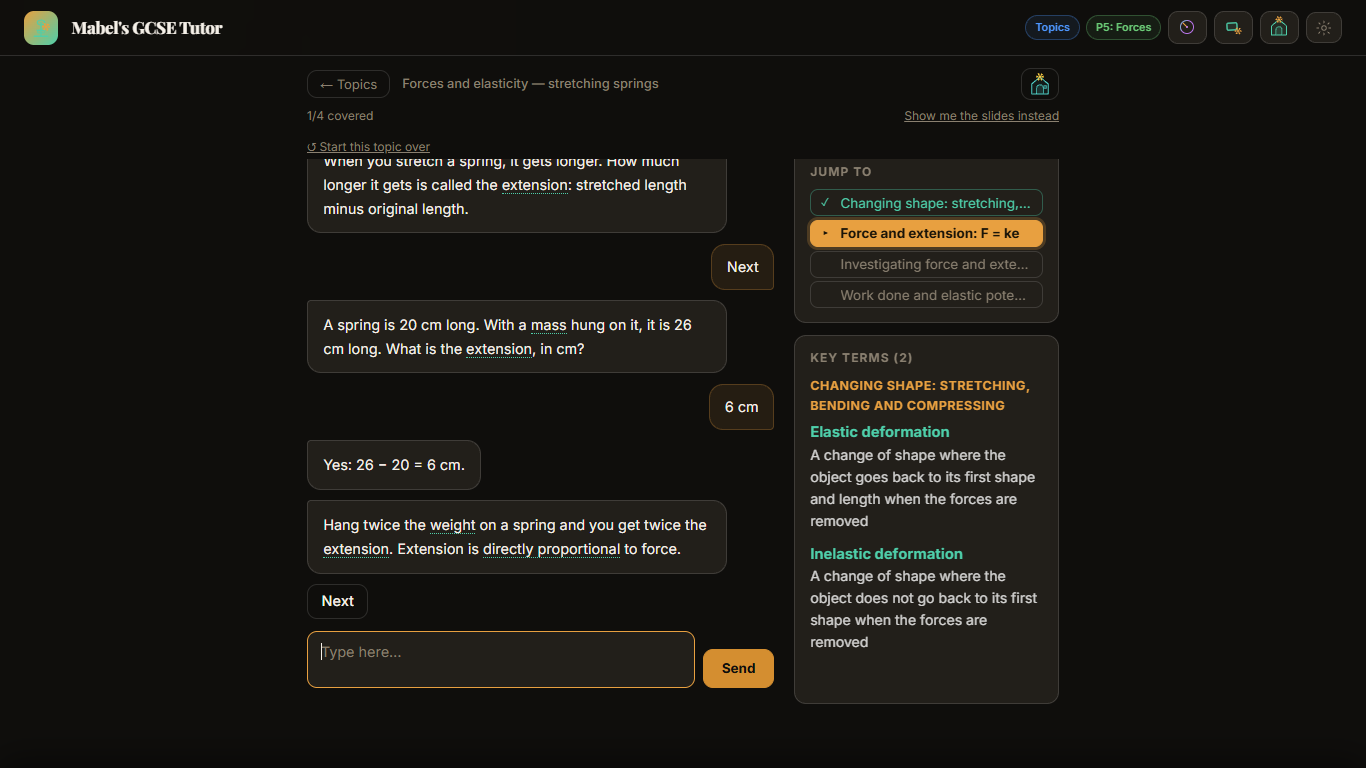 Mabel's GCSE Tutor
Topics
P5: Forces
← Topics
Forces and elasticity — stretching springs
1/4 covered
Show me the slides instead
↺ Start this topic over
When you stretch a spring, it gets longer. How much
longer it gets is called the extension: stretched length
minus original length.
Next
A spring is 20 cm long. With a mass hung on it, it is 26
cm long. What is the extension, in cm?
6 cm
Yes: 26 − 20 = 6 cm.
Hang twice the weight on a spring and you get twice the
extension. Extension is directly proportional to force.
Next
Type here...
Send
JUMP TO
✓ Changing shape: stretching,...
▸ Force and extension: F = ke
Investigating force and exte...
Work done and elastic pote...
KEY TERMS (2)
CHANGING SHAPE: STRETCHING,
BENDING AND COMPRESSING
Elastic deformation
A change of shape where the
object goes back to its first shape
and length when the forces are
removed
Inelastic deformation
A change of shape where the
object does not go back to its first
shape when the forces are
removed